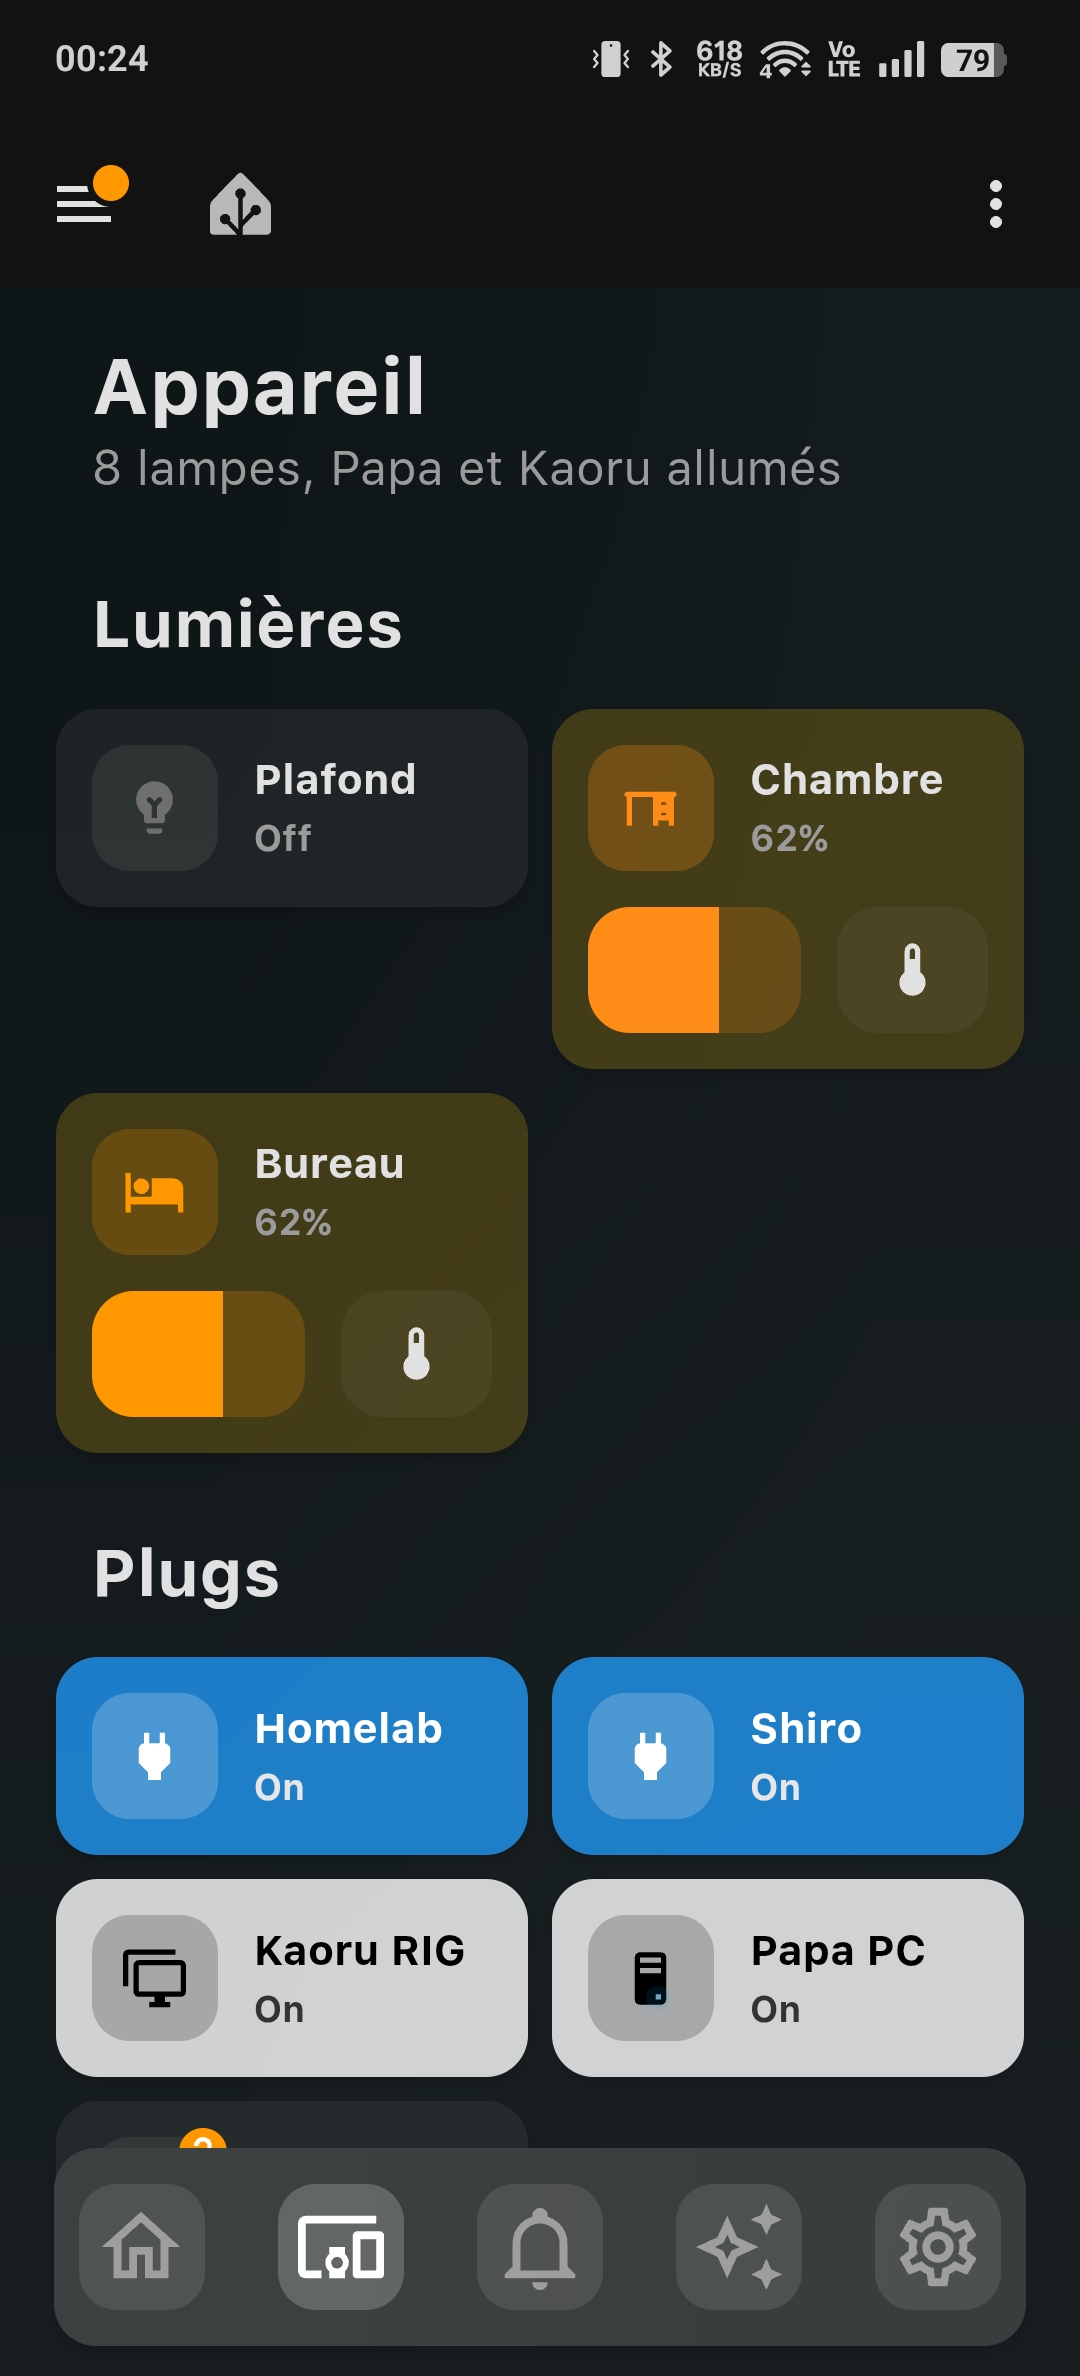 00:24
618 KB/S 4 Vo LTE 79
Appareil
8 lampes, Papa et Kaoru allumés
Lumières
Plafond
Off
Chambre
62%
Bureau
62%
Plugs
Homelab
On
Shiro
On
Kaoru RIG
On
Papa PC
On